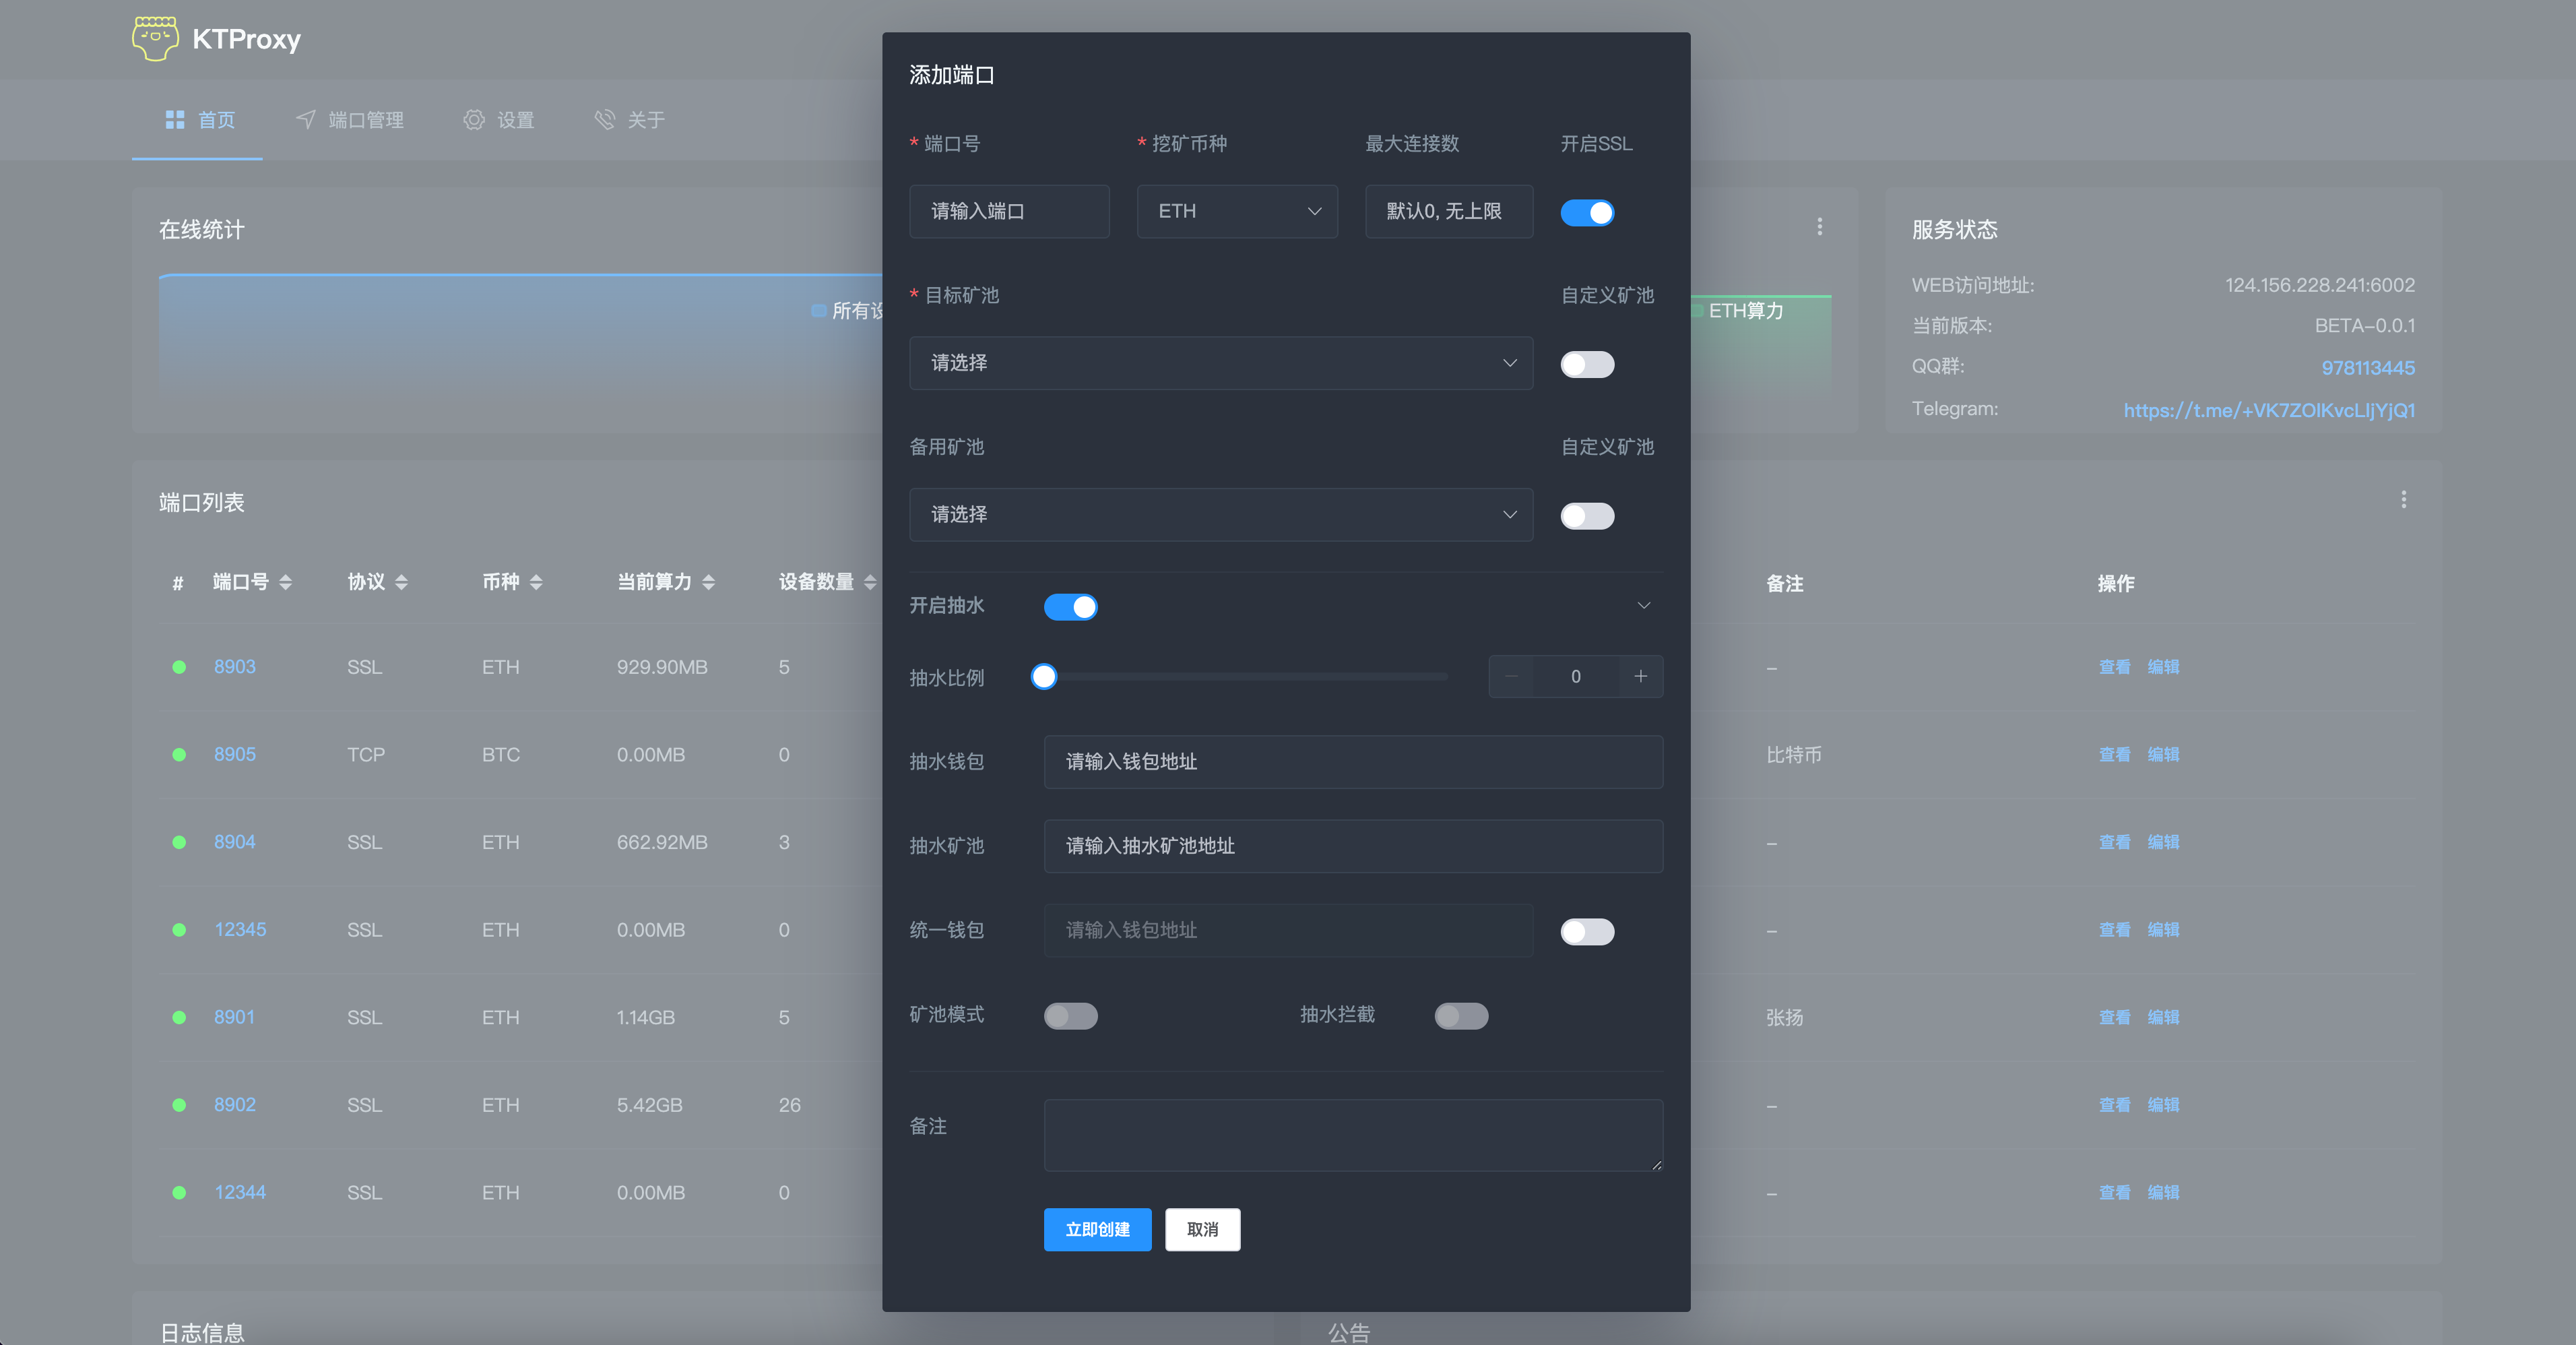 KTProxy
首页 端口管理 设置 关于
在线统计
所有设
ETH算力
服务状态
WEB访问地址: 124.156.228.241:6002
当前版本: BETA-0.0.1
QQ群: 978113445
Telegram:
端口列表
# 端口号 协议 币种 当前算力 设备数量 备注 操作
8903 SSL ETH 929.90MB 5 – 查看 编辑
8905 TCP BTC 0.00MB 0 比特币 查看 编辑
8904 SSL ETH 662.92MB 3 – 查看 编辑
12345 SSL ETH 0.00MB 0 – 查看 编辑
8901 SSL ETH 1.14GB 5 张扬 查看 编辑
8902 SSL ETH 5.42GB 26 – 查看 编辑
12344 SSL ETH 0.00MB 0 – 查看 编辑
日志信息
公告
添加端口
* 端口号 * 挖矿币种 最大连接数 开启SSL
请输入端口 ETH 默认0, 无上限
* 目标矿池 自定义矿池
请选择
备用矿池 自定义矿池
请选择
开启抽水
抽水比例 0
抽水钱包 请输入钱包地址
抽水矿池 请输入抽水矿池地址
统一钱包 请输入钱包地址
矿池模式 抽水拦截
备注
立即创建 取消